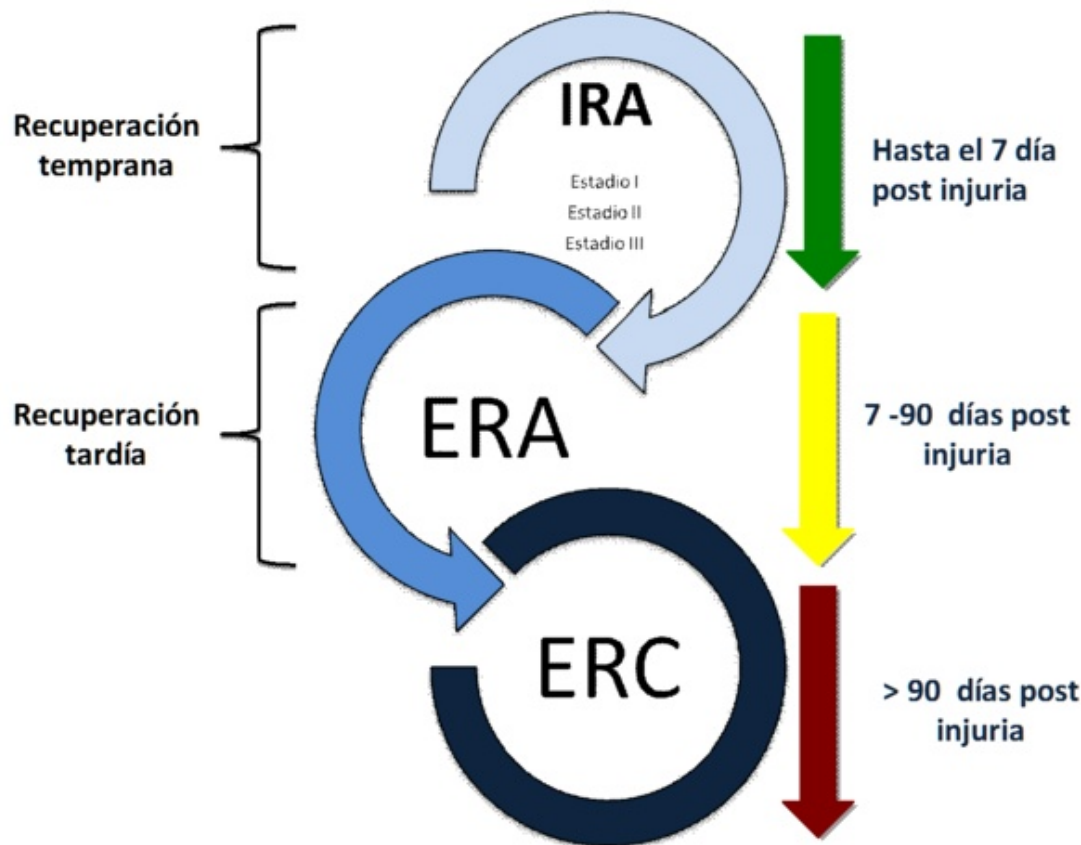 IRA
Estadio I
Estadio II
Estadio III
Recuperación
temprana
Hasta el 7 día
post injuria
ERA
Recuperación
tardía
7 -90 días post
injuria
ERC
> 90 días post
injuria